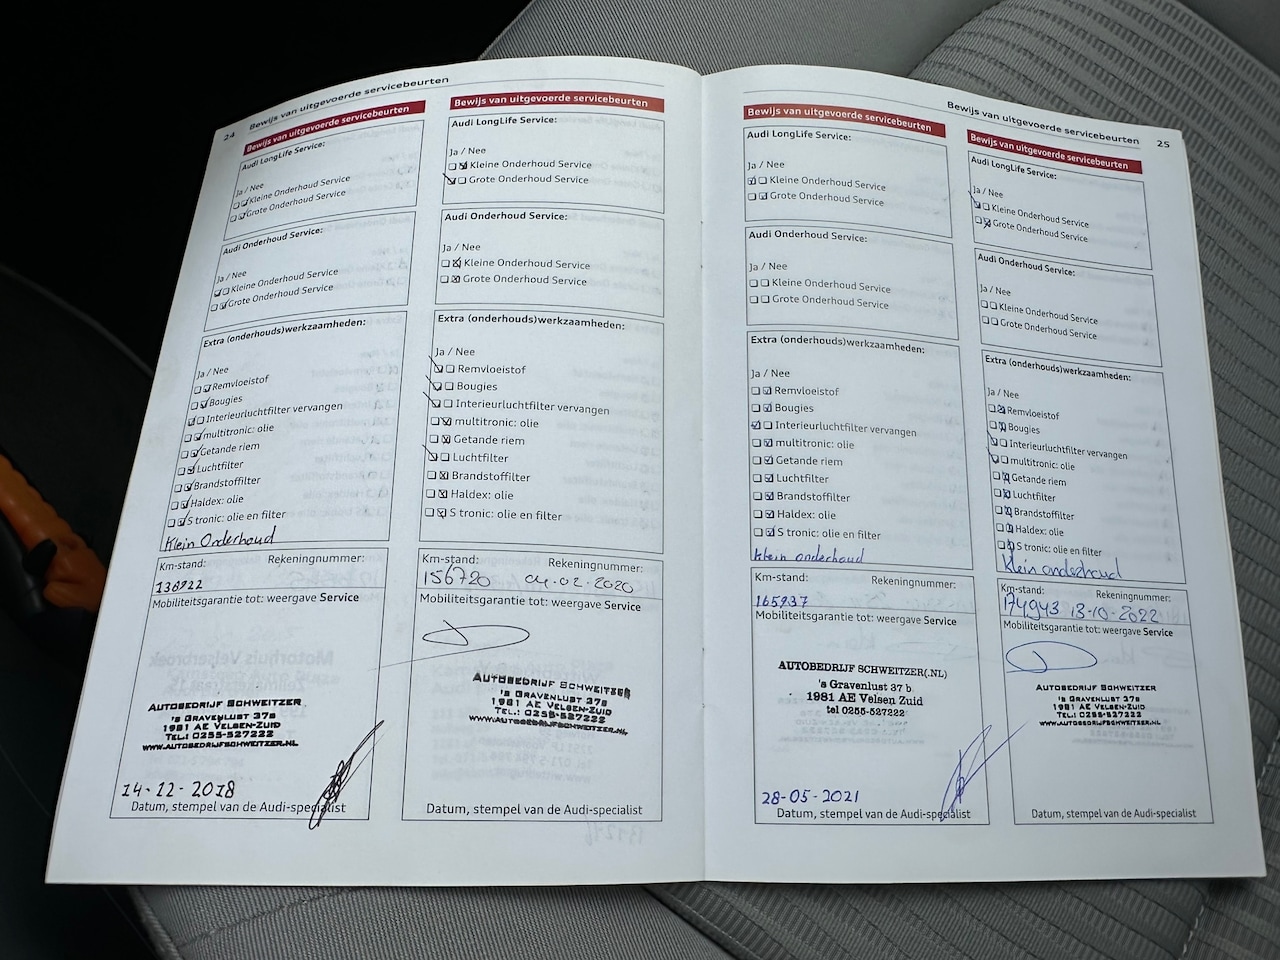 24 Bewijs van uitgevoerde servicebeurten
Bewijs van uitgevoerde servicebeurten
Audi LongLife Service:
Ja / Nee
Kleine Onderhoud Service
Grote Onderhoud Service
Audi Onderhoud Service:
Ja / Nee
Kleine Onderhoud Service
Grote Onderhoud Service
Extra (onderhouds)werkzaamheden:
Ja / Nee
Remvloeistof
Bougies
Interieurluchtfilter vervangen
multitronic: olie
Getande riem
Luchtfilter
Brandstoffilter
Haldex: olie
S tronic: olie en filter
Klein Onderhoud
Km-stand: Rekeningnummer:
138922
Mobiliteitsgarantie tot: weergave Service
AUTOBEDRIJF SCHWEITZER
'S GRAVENLUST 37B
1981 AE VELSEN-ZUID
TEL.: 0255-527222
WWW.AUTOBEDRIJFSCHWEITZER.NL
14-12-2018
Datum, stempel van de Audi-specialist
Bewijs van uitgevoerde servicebeurten
Audi LongLife Service:
Ja / Nee
Kleine Onderhoud Service
Grote Onderhoud Service
Audi Onderhoud Service:
Ja / Nee
Kleine Onderhoud Service
Grote Onderhoud Service
Extra (onderhouds)werkzaamheden:
Ja / Nee
Remvloeistof
Bougies
Interieurluchtfilter vervangen
multitronic: olie
Getande riem
Luchtfilter
Brandstoffilter
Haldex: olie
S tronic: olie en filter
Km-stand: Rekeningnummer:
156720 04-02-2020
Mobiliteitsgarantie tot: weergave Service
AUTOBEDRIJF SCHWEITZER
'S GRAVENLUST 37B
1981 AE VELSEN-ZUID
TEL.: 0255-527222
WWW.AUTOBEDRIJFSCHWEITZER.NL
Datum, stempel van de Audi-specialist
Bewijs van uitgevoerde servicebeurten 25
Bewijs van uitgevoerde servicebeurten
Audi LongLife Service:
Ja / Nee
Kleine Onderhoud Service
Grote Onderhoud Service
Audi Onderhoud Service:
Ja / Nee
Kleine Onderhoud Service
Grote Onderhoud Service
Extra (onderhouds)werkzaamheden:
Ja / Nee
Remvloeistof
Bougies
Interieurluchtfilter vervangen
multitronic: olie
Getande riem
Luchtfilter
Brandstoffilter
Haldex: olie
S tronic: olie en filter
klein onderhoud
Km-stand: Rekeningnummer:
165937
Mobiliteitsgarantie tot: weergave Service
AUTOBEDRIJF SCHWEITZER(.NL)
's Gravenlust 37 b
1981 AE Velsen Zuid
tel 0255-527222
28-05-2021
Datum, stempel van de Audi-specialist
Bewijs van uitgevoerde servicebeurten
Audi LongLife Service:
Ja / Nee
Kleine Onderhoud Service
Grote Onderhoud Service
Audi Onderhoud Service:
Ja / Nee
Kleine Onderhoud Service
Grote Onderhoud Service
Extra (onderhouds)werkzaamheden:
Ja / Nee
Remvloeistof
Bougies
Interieurluchtfilter vervangen
multitronic: olie
Getande riem
Luchtfilter
Brandstoffilter
Haldex: olie
S tronic: olie en filter
klein onderhoud
Km-stand: Rekeningnummer:
174943 13-10-2022
Mobiliteitsgarantie tot: weergave Service
AUTOBEDRIJF SCHWEITZER
'S GRAVENLUST 37B
1981 AE VELSEN-ZUID
TEL.: 0255-527222
WWW.AUTOBEDRIJFSCHWEITZER.NL
Datum, stempel van de Audi-specialist